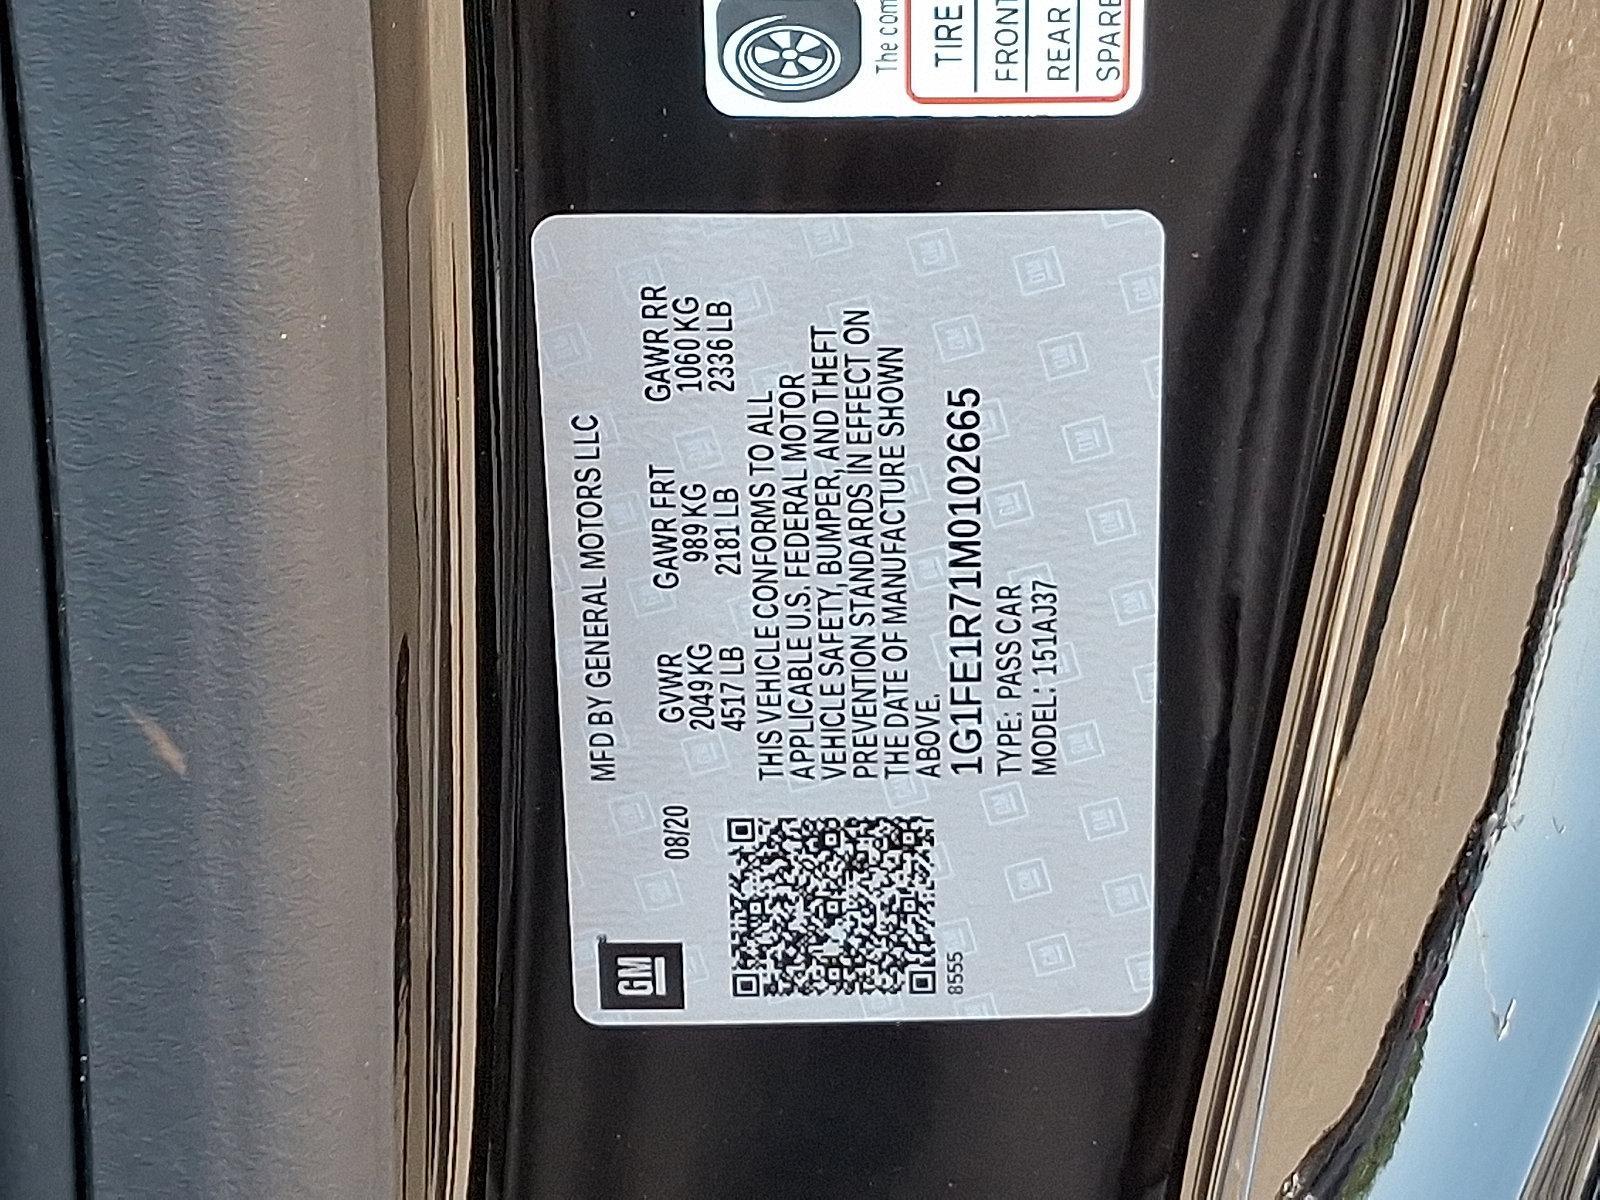 GM
MFD BY GENERAL MOTORS LLC
08/20
GVWR GAWR FRT GAWR RR
2049 KG 989 KG 1060 KG
4517 LB 2181 LB 2336 LB
THIS VEHICLE CONFORMS TO ALL
APPLICABLE U.S. FEDERAL MOTOR
VEHICLE SAFETY, BUMPER, AND THEFT
PREVENTION STANDARDS IN EFFECT ON
THE DATE OF MANUFACTURE SHOWN
ABOVE.
1G1FE1R71M0102665
TYPE: PASS CAR
MODEL: 151AJ37
8555
The com
TIRE
FRONT
REAR
SPARE